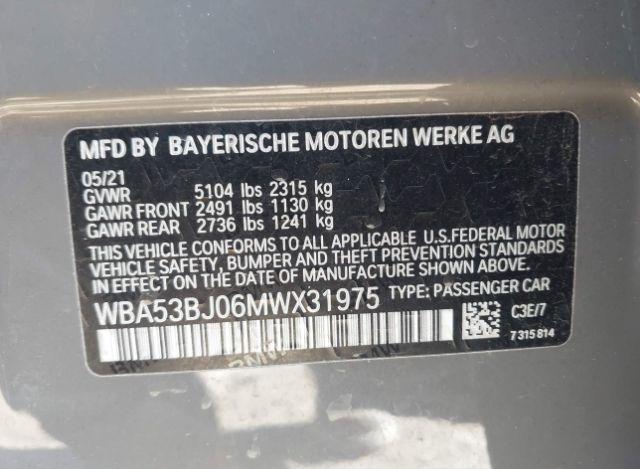 MFD BY BAYERISCHE MOTOREN WERKE AG
05/21
GVWR 5104 lbs 2315 kg
GAWR FRONT 2491 lbs 1130 kg
GAWR REAR 2736 lbs 1241 kg
THIS VEHICLE CONFORMS TO ALL APPLICABLE U.S.FEDERAL MOTOR
VEHICLE SAFETY, BUMPER AND THEFT PREVENTION STANDARDS
IN EFFECT ON THE DATE OF MANUFACTURE SHOWN ABOVE.
WBA53BJ06MWX31975 TYPE: PASSENGER CAR
C3E/7
7315814